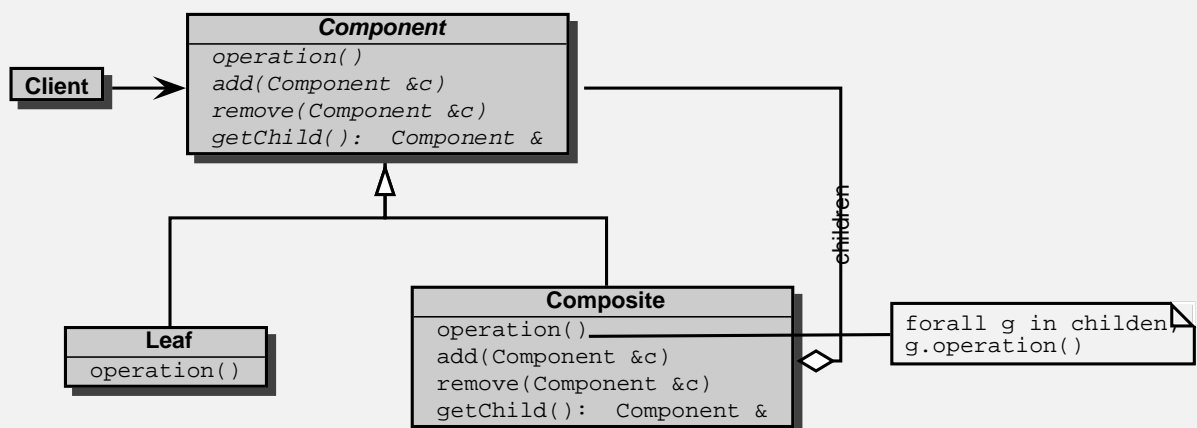 Component
operation()
add(Component &c)
remove(Component &c)
getChild(): Component &
Client
children
Leaf
operation()
Composite
operation()
add(Component &c)
remove(Component &c)
getChild(): Component &
forall g in childen,
g.operation()